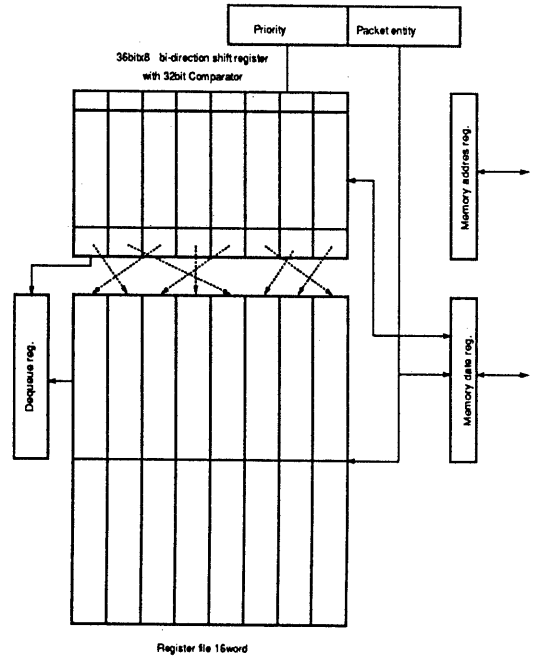 Priority
Packet entity
36bitx8 bi-direction shift register
with 32bit Comparator
Memory addres reg.
Dequeue reg.
Memory date reg.
Register file 16word